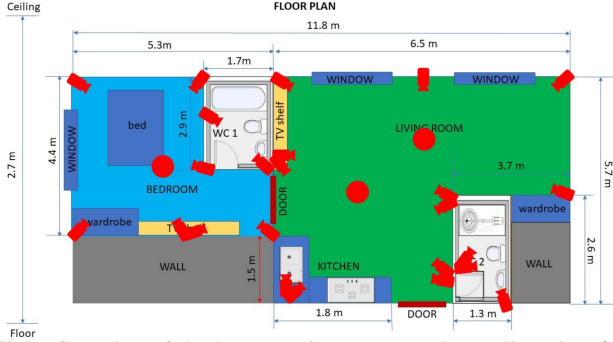 Ceiling
FLOOR PLAN
11.8 m
5.3m
6.5 m
1.7m
WINDOW
WINDOW
bed
2.9 m
WC 1
TV shelf
LIVING ROOM
WINDOW
4.4 m
2.7 m
3.7 m
5.7 m
BEDROOM
DOOR
wardrobe
wardrobe
2.6 m
WALL
1.5 m
KITCHEN
2
WALL
DOOR
1.8 m
1.3 m
Floor